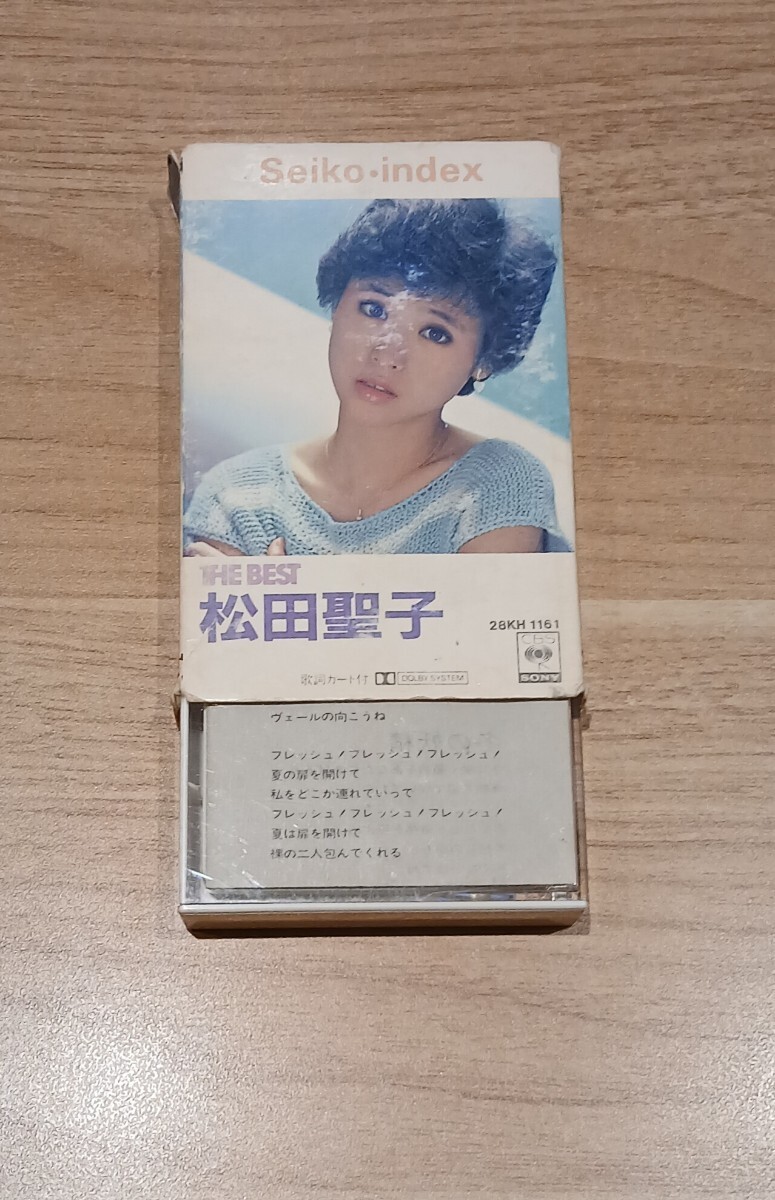 Seiko•index
THE BEST
松田聖子
28KH 1161
CBS
SONY
歌詞カード付 DOLBY SYSTEM
ヴェールの向こうね
フレッシュ!フレッシュ!フレッシュ!
夏の扉を開けて
私をどこか連れていって
フレッシュ!フレッシュ!フレッシュ!
夏は扉を開けて
裸の二人包んでくれる